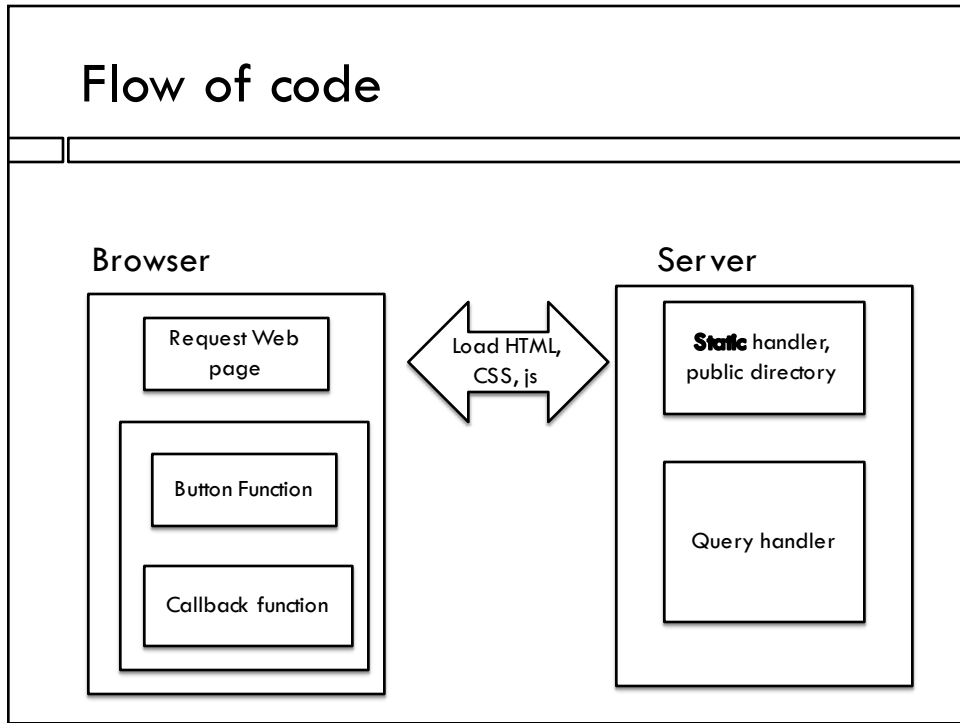 Flow of code
Browser
Server
Request Web
page
Load HTML,
CSS, js
Static handler,
public directory
Button Function
Query handler
Callback function